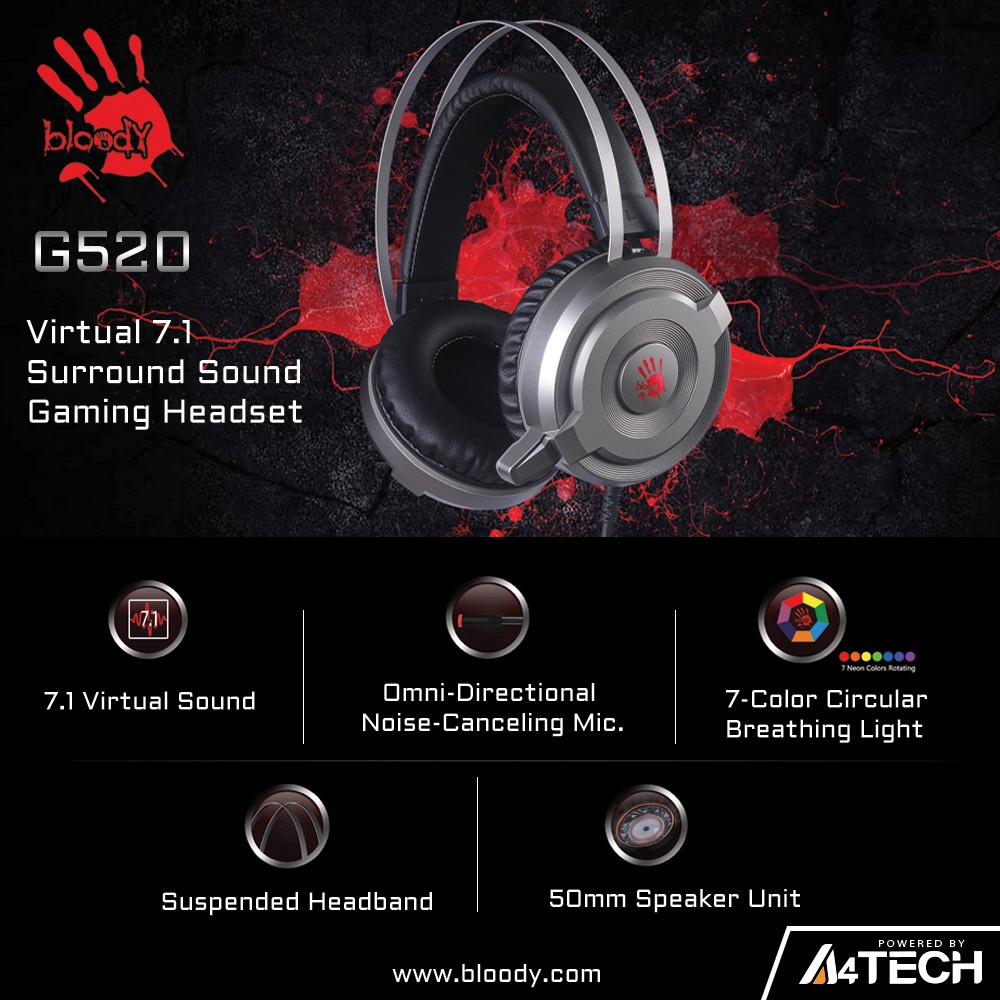 bloody
G520
Virtual 7.1
Surround Sound
Gaming Headset
L
bloody
7.1
7 Neon Colors Rotating
7.1 Virtual Sound
Omni-Directional
Noise-Canceling Mic.
7-Color Circular
Breathing Light
Suspended Headband
50mm Speaker Unit
www.bloody.com
POWERED BY
A4TECH